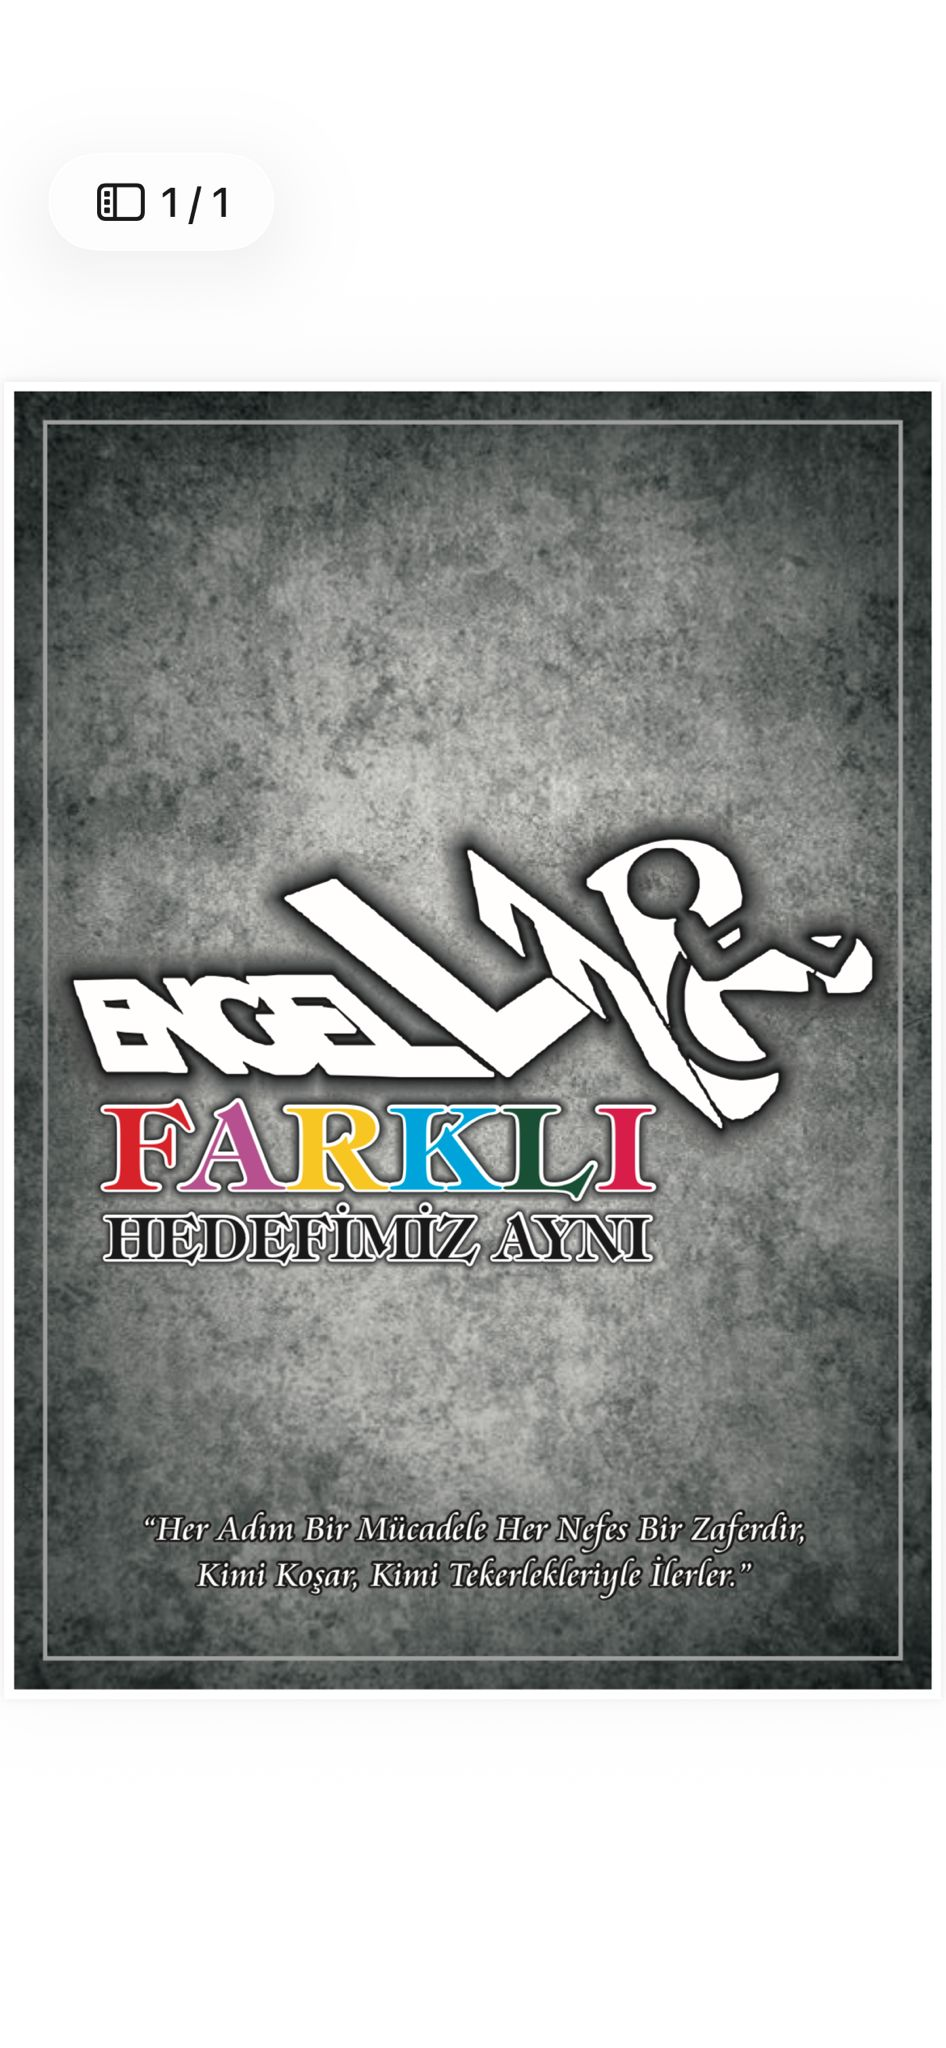 1 / 1
ENGELLER
FARKLI
HEDEFİMİZ AYNI
“Her Adım Bir Mücadele Her Nefes Bir Zaferdir,
Kimi Koşar, Kimi Tekerlekleriyle İlerler.”